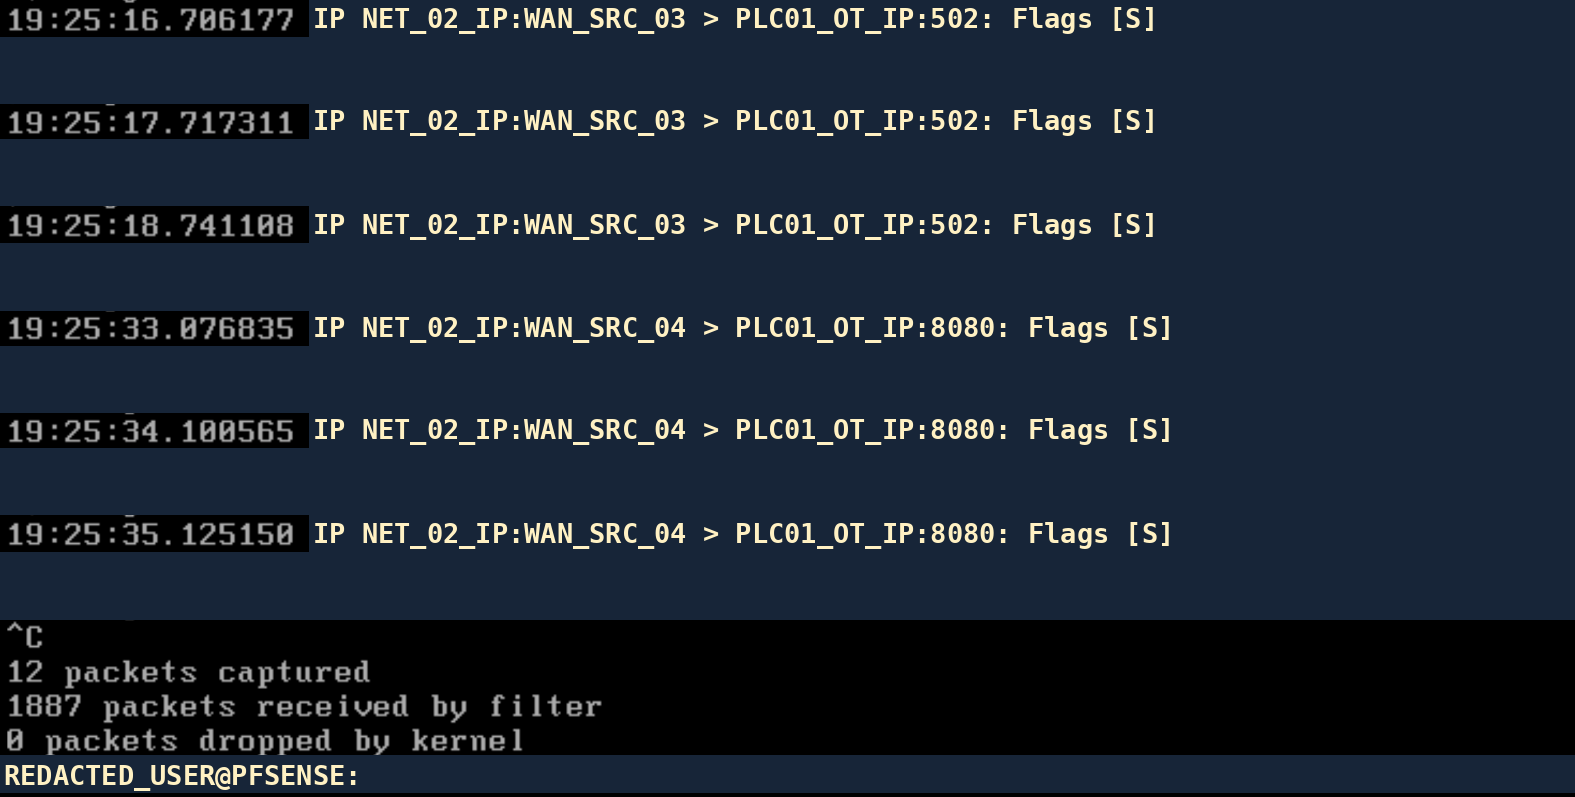 19:25:16.706177 IP NET_02_IP:WAN_SRC_03 > PLC01_OT_IP:502: Flags [S]
19:25:17.717311 IP NET_02_IP:WAN_SRC_03 > PLC01_OT_IP:502: Flags [S]
19:25:18.741108 IP NET_02_IP:WAN_SRC_03 > PLC01_OT_IP:502: Flags [S]
19:25:33.076835 IP NET_02_IP:WAN_SRC_04 > PLC01_OT_IP:8080: Flags [S]
19:25:34.100565 IP NET_02_IP:WAN_SRC_04 > PLC01_OT_IP:8080: Flags [S]
19:25:35.125150 IP NET_02_IP:WAN_SRC_04 > PLC01_OT_IP:8080: Flags [S]
^C
12 packets captured
1887 packets received by filter
0 packets dropped by kernel
REDACTED_USER@PFSENSE: